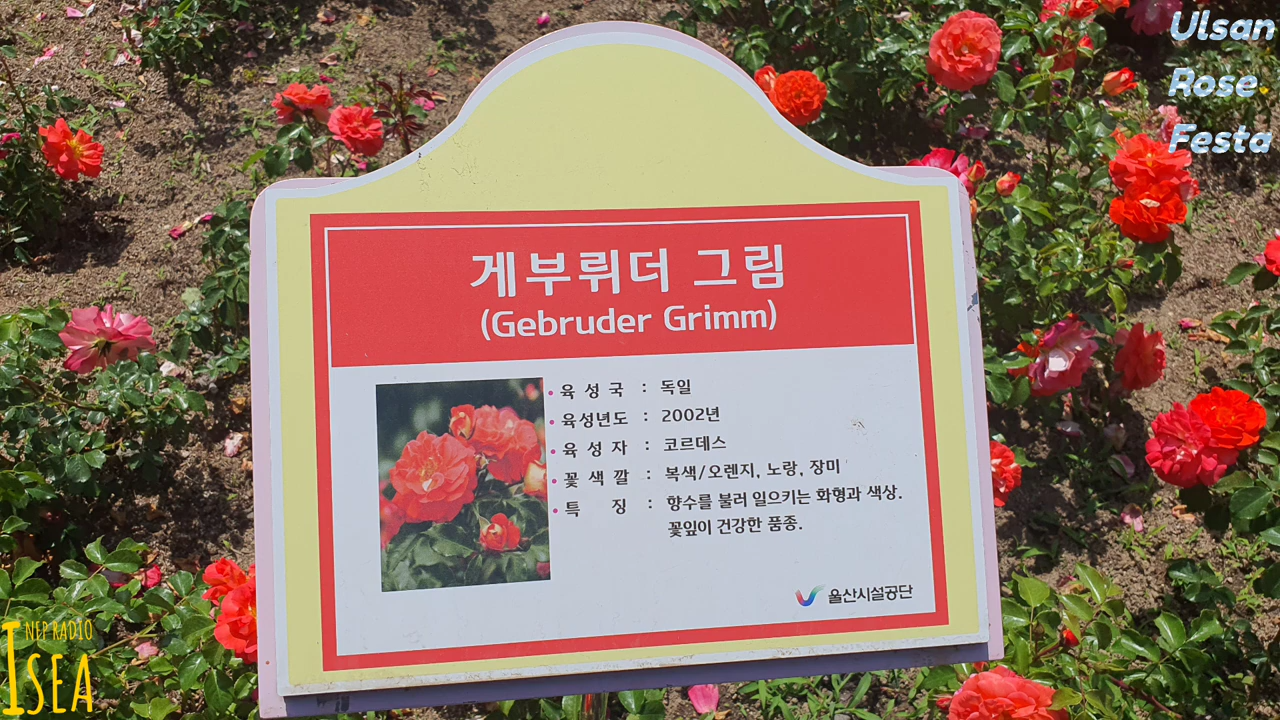 Ulsan
Rose
Festa
게부뤼더 그림
(Gebruder Grimm)
• 육 성 국 : 독일
• 육성년도 : 2002년
• 육 성 자 : 코르데스
• 꽃 색 깔 : 복색/오렌지, 노랑, 장미
• 특 징 : 향수를 불러 일으키는 화형과 색상.
꽃잎이 건강한 품종.
울산시설공단
NEP RADIO
ISEA